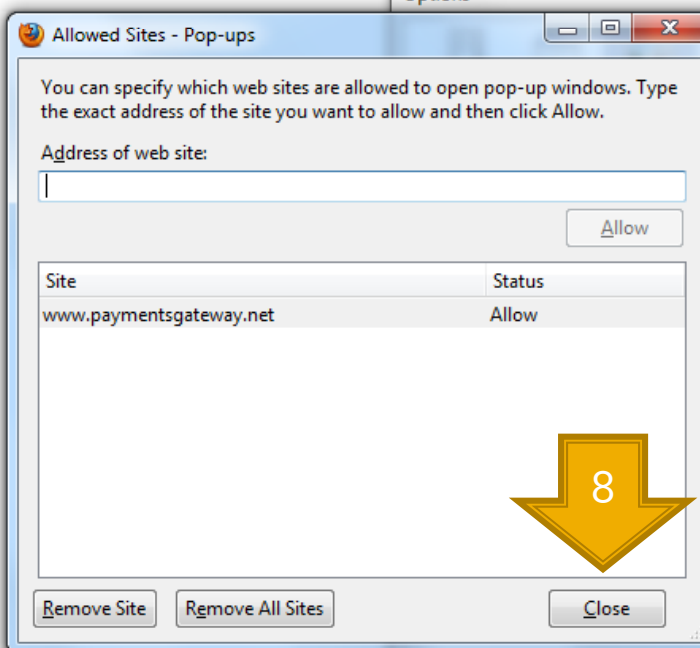 Allowed Sites - Pop-ups
You can specify which web sites are allowed to open pop-up windows. Type
the exact address of the site you want to allow and then click Allow.
Address of web site:
Allow
Site Status
www.paymentsgateway.net Allow
8
Remove Site Remove All Sites Close